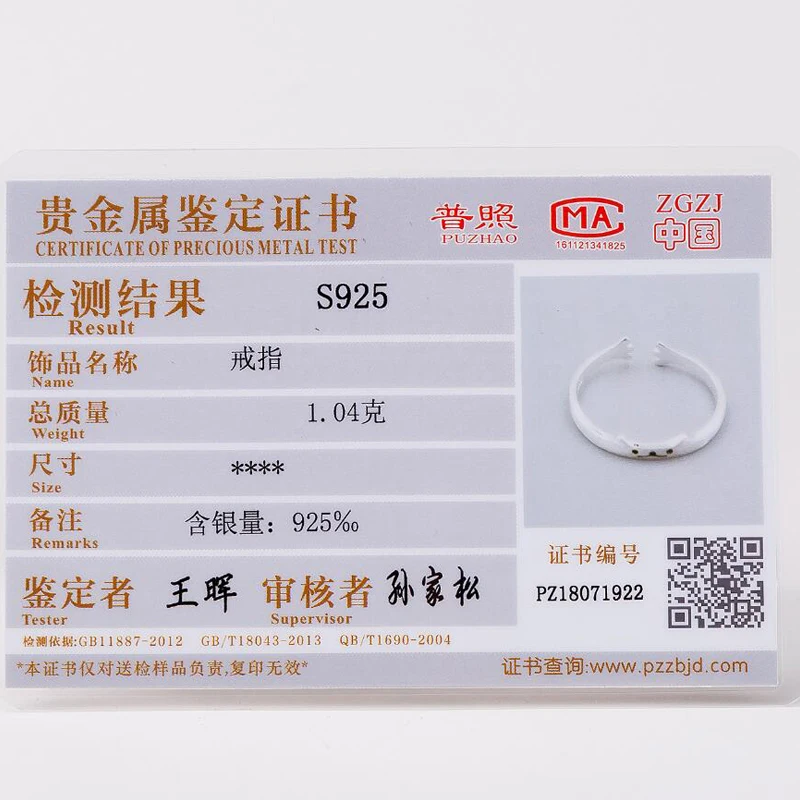 贵金属鉴定证书
CERTIFICATE OF PRECIOUS METAL TEST
普照
PUZHAO
MA
161121341825
ZGZJ
中国
检测结果 S925
Result
饰品名称 戒指
Name
总质量 1.04克
Weight
尺寸 ****
Size
备注 含银量：925‰
Remarks
鉴定者 王晖 审核者 孙家松
Tester Supervisor
证书编号
PZ18071922
检测依据:GB11887-2012 GB/T18043-2013 QB/T1690-2004
*本证书仅对送检样品负责,复印无效*
证书查询:www.pzzbjd.com